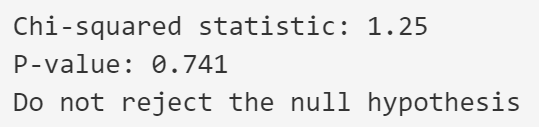 Chi-squared statistic: 1.25
P-value: 0.741
Do not reject the null hypothesis